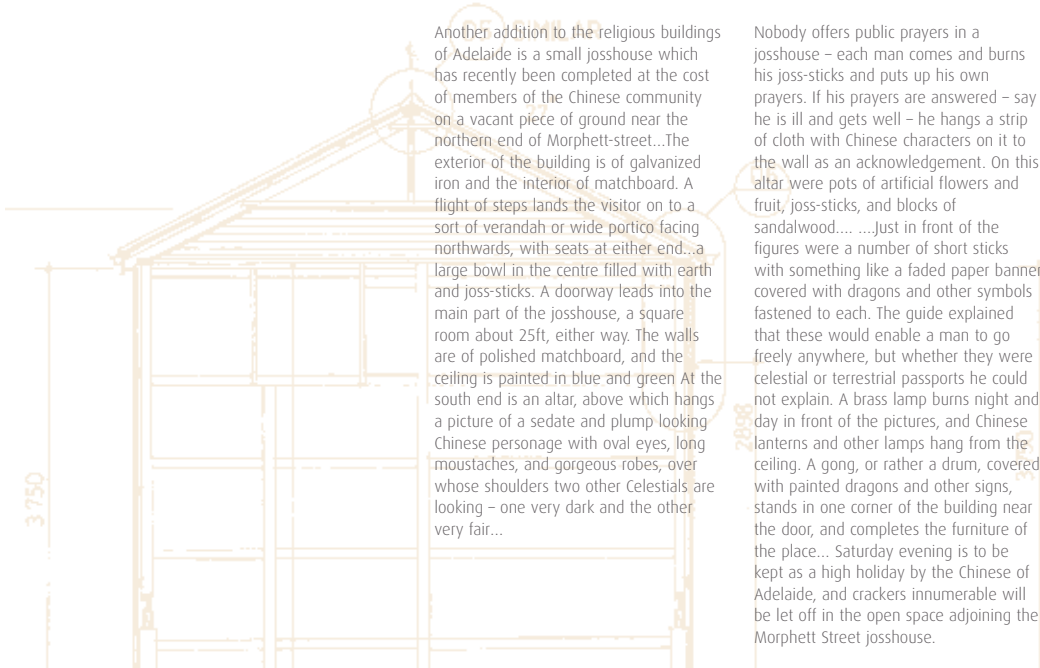 Another addition to the religious buildings
of Adelaide is a small josshouse which
has recently been completed at the cost
of members of the Chinese community
on a vacant piece of ground near the
northern end of Morphett-street...The
exterior of the building is of galvanized
iron and the interior of matchboard. A
flight of steps lands the visitor on to a
sort of verandah or wide portico facing
northwards, with seats at either end...a
large bowl in the centre filled with earth
and joss-sticks. A doorway leads into the
main part of the josshouse, a square
room about 25ft, either way. The walls
are of polished matchboard, and the
ceiling is painted in blue and green At the
south end is an altar, above which hangs
a picture of a sedate and plump looking
Chinese personage with oval eyes, long
moustaches, and gorgeous robes, over
whose shoulders two other Celestials are
looking – one very dark and the other
very fair...
Nobody offers public prayers in a
josshouse – each man comes and burns
his joss-sticks and puts up his own
prayers. If his prayers are answered – say
he is ill and gets well – he hangs a strip
of cloth with Chinese characters on it to
the wall as an acknowledgement. On this
altar were pots of artificial flowers and
fruit, joss-sticks, and blocks of
sandalwood.... ....Just in front of the
figures were a number of short sticks
with something like a faded paper banner
covered with dragons and other symbols
fastened to each. The guide explained
that these would enable a man to go
freely anywhere, but whether they were
celestial or terrestrial passports he could
not explain. A brass lamp burns night and
day in front of the pictures, and Chinese
lanterns and other lamps hang from the
ceiling. A gong, or rather a drum, covered
with painted dragons and other signs,
stands in one corner of the building near
the door, and completes the furniture of
the place... Saturday evening is to be
kept as a high holiday by the Chinese of
Adelaide, and crackers innumerable will
be let off in the open space adjoining the
Morphett Street josshouse.
05 SIMILAR
3 750
2898